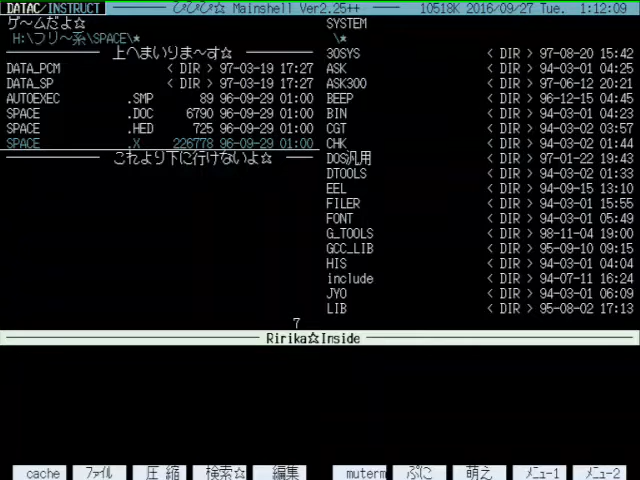 DATAC/INSTRUCT ぴぴぴ☆ Mainshell Ver2.25++ 10518K 2016/09/27 Tue. 1:12:09
ゲ〜ムだよ☆
H:\フリ〜系\SPACE\*
上へまいりま〜す☆
DATA_PCM < DIR > 97-03-19 17:27
DATA_SP < DIR > 97-03-19 17:27
AUTOEXEC .SMP 89 96-09-29 01:00
SPACE .DOC 6790 96-09-29 01:00
SPACE .HED 725 96-09-29 01:00
SPACE .X 226778 96-09-29 01:00
これより下に行けないよ☆
SYSTEM
\*
30SYS < DIR > 97-08-20 15:42
ASK < DIR > 94-03-01 04:25
ASK300 < DIR > 97-06-12 20:21
BEEP < DIR > 96-12-15 04:45
BIN < DIR > 94-03-01 04:23
CGT < DIR > 94-03-02 03:57
CHK < DIR > 94-03-02 01:44
DOS汎用 < DIR > 97-01-22 19:43
DTOOLS < DIR > 94-03-02 01:33
EEL < DIR > 94-09-15 13:10
FILER < DIR > 94-03-01 15:55
FONT < DIR > 94-03-01 05:49
G_TOOLS < DIR > 98-11-04 19:00
GCC_LIB < DIR > 95-09-10 09:15
HIS < DIR > 94-03-01 04:04
include < DIR > 94-07-11 16:24
JYO < DIR > 94-03-01 06:09
LIB < DIR > 95-08-02 17:13
7
Ririka☆Inside
cache ファイル 圧 縮 検索☆ 編集 muterm ぷに 萌え メニュー1 メニュー2